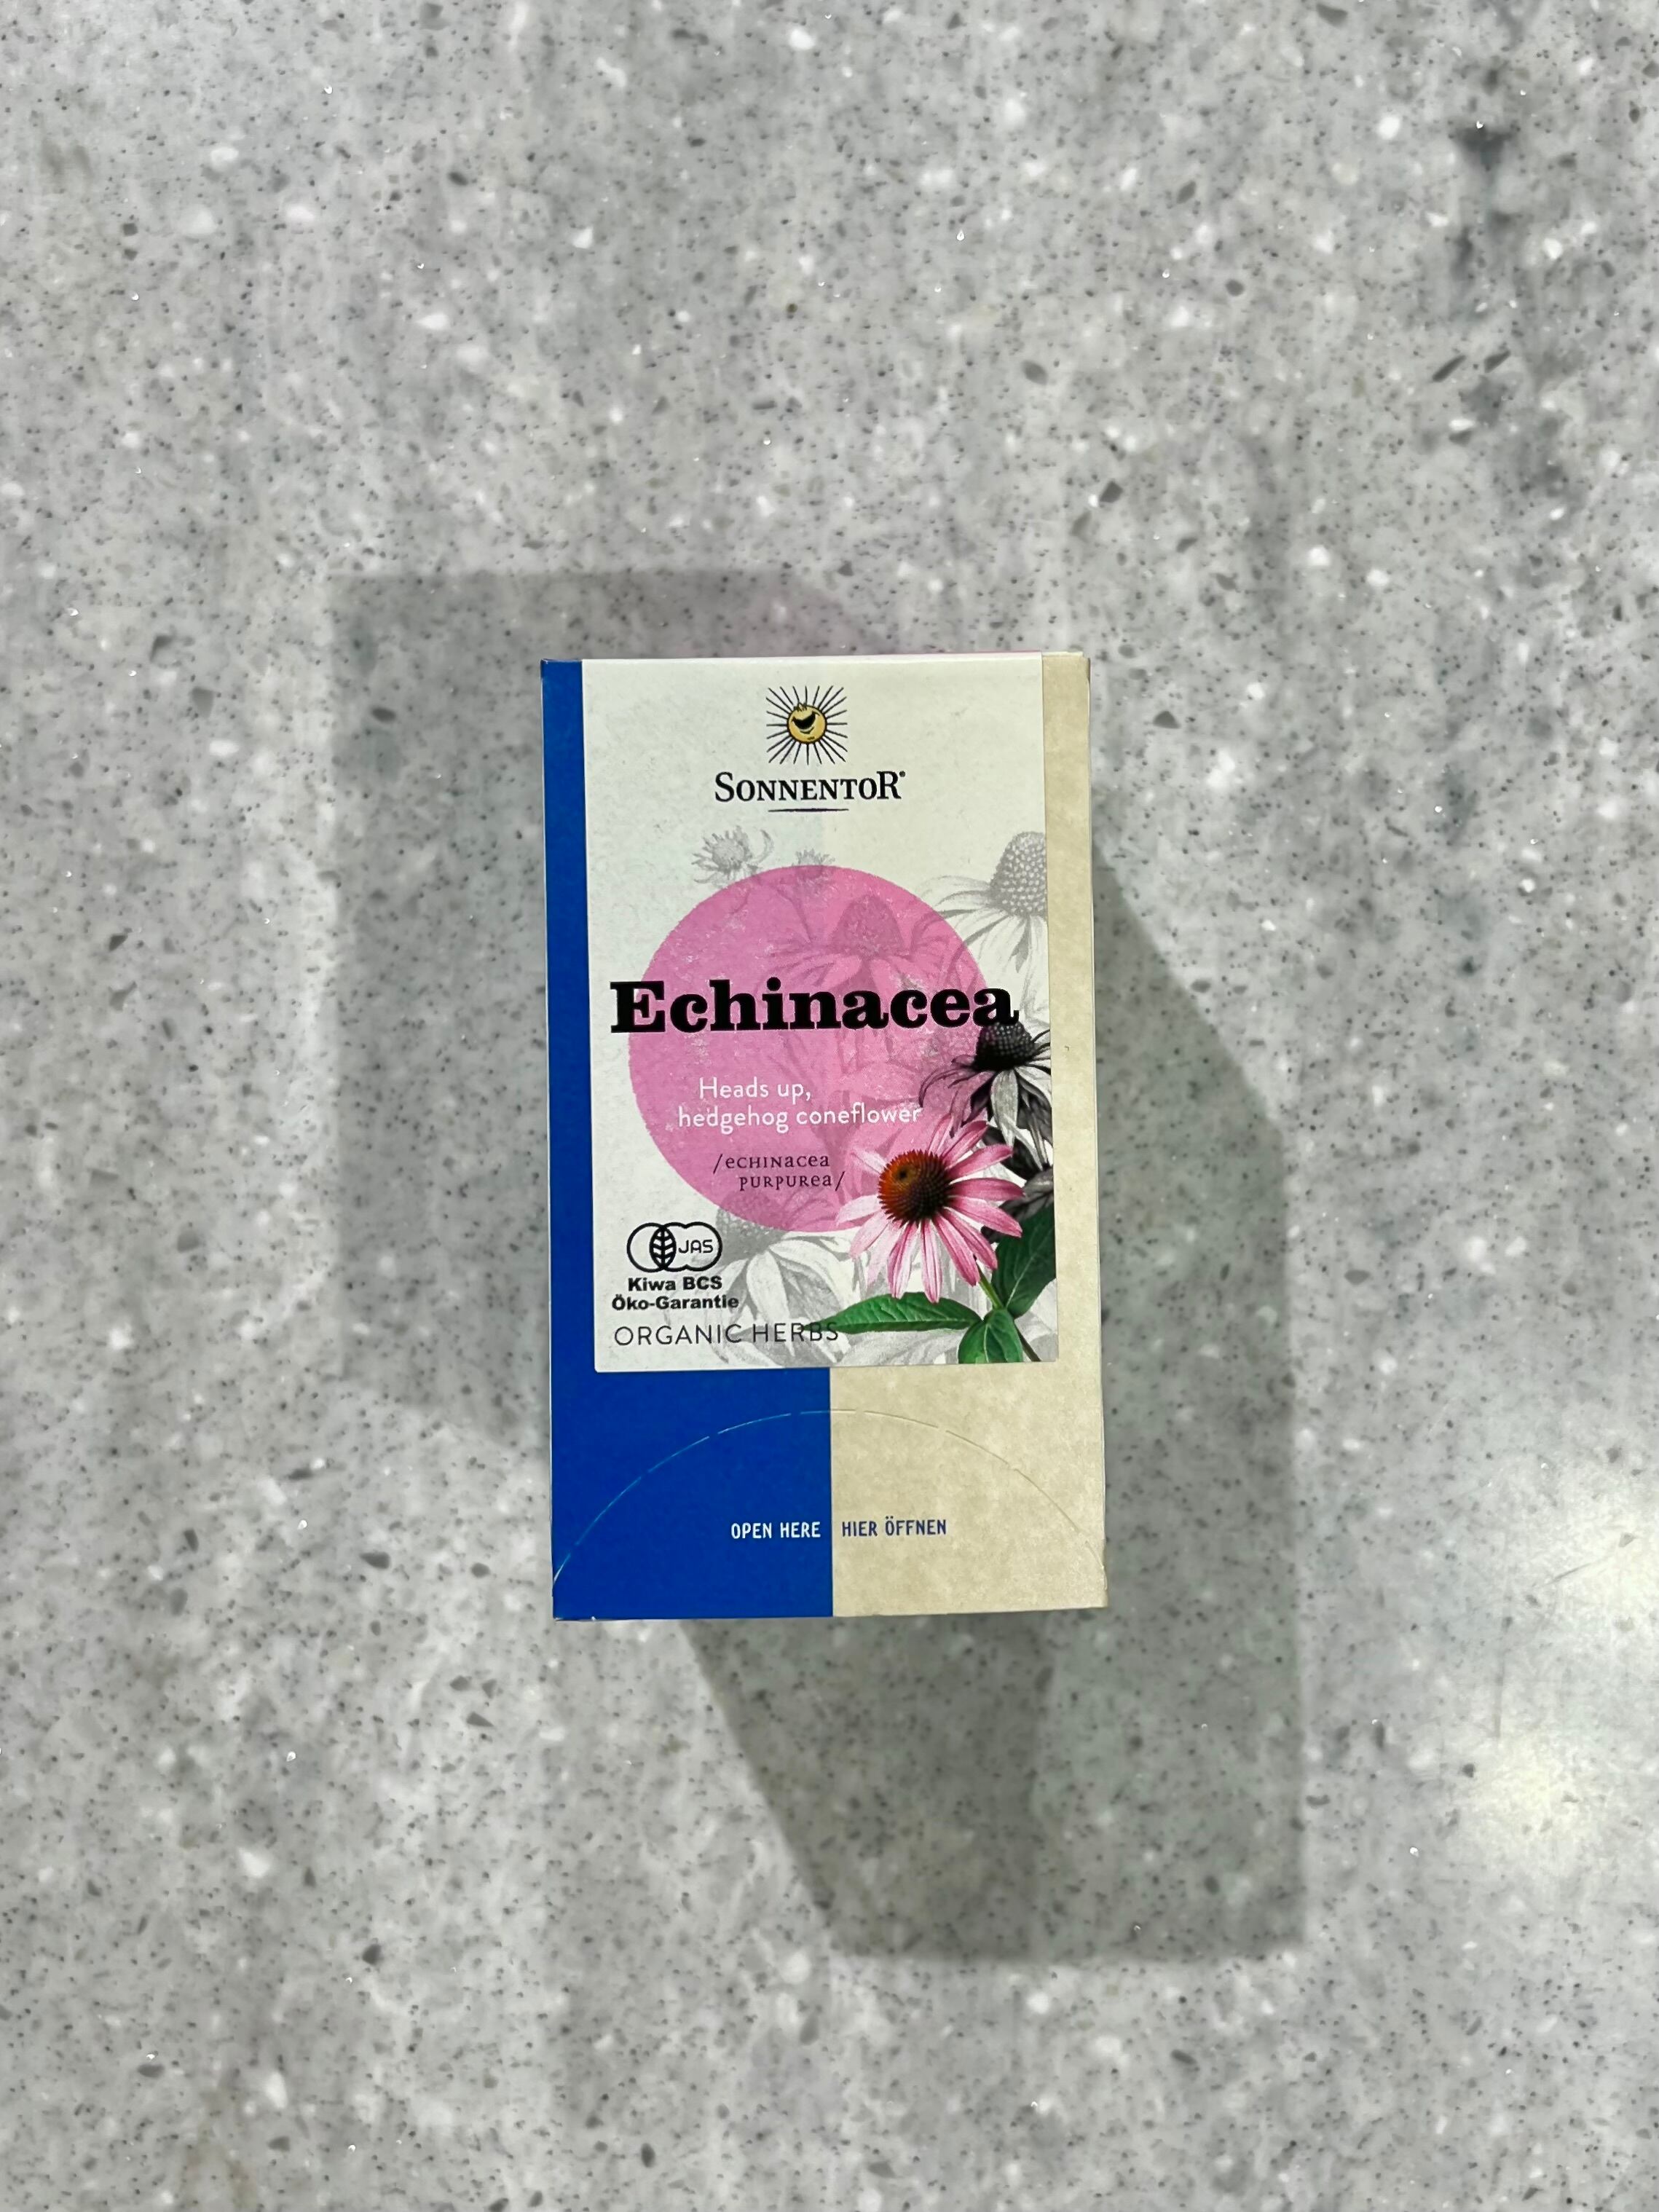 SONNENTOR®
Echinacea
Heads up,
hedgehog coneflower
/ECHINACEA
PURPUREA/
JAS
Kiwa BCS
Öko-Garantie
ORGANIC HERBS
OPEN HERE HIER ÖFFNEN